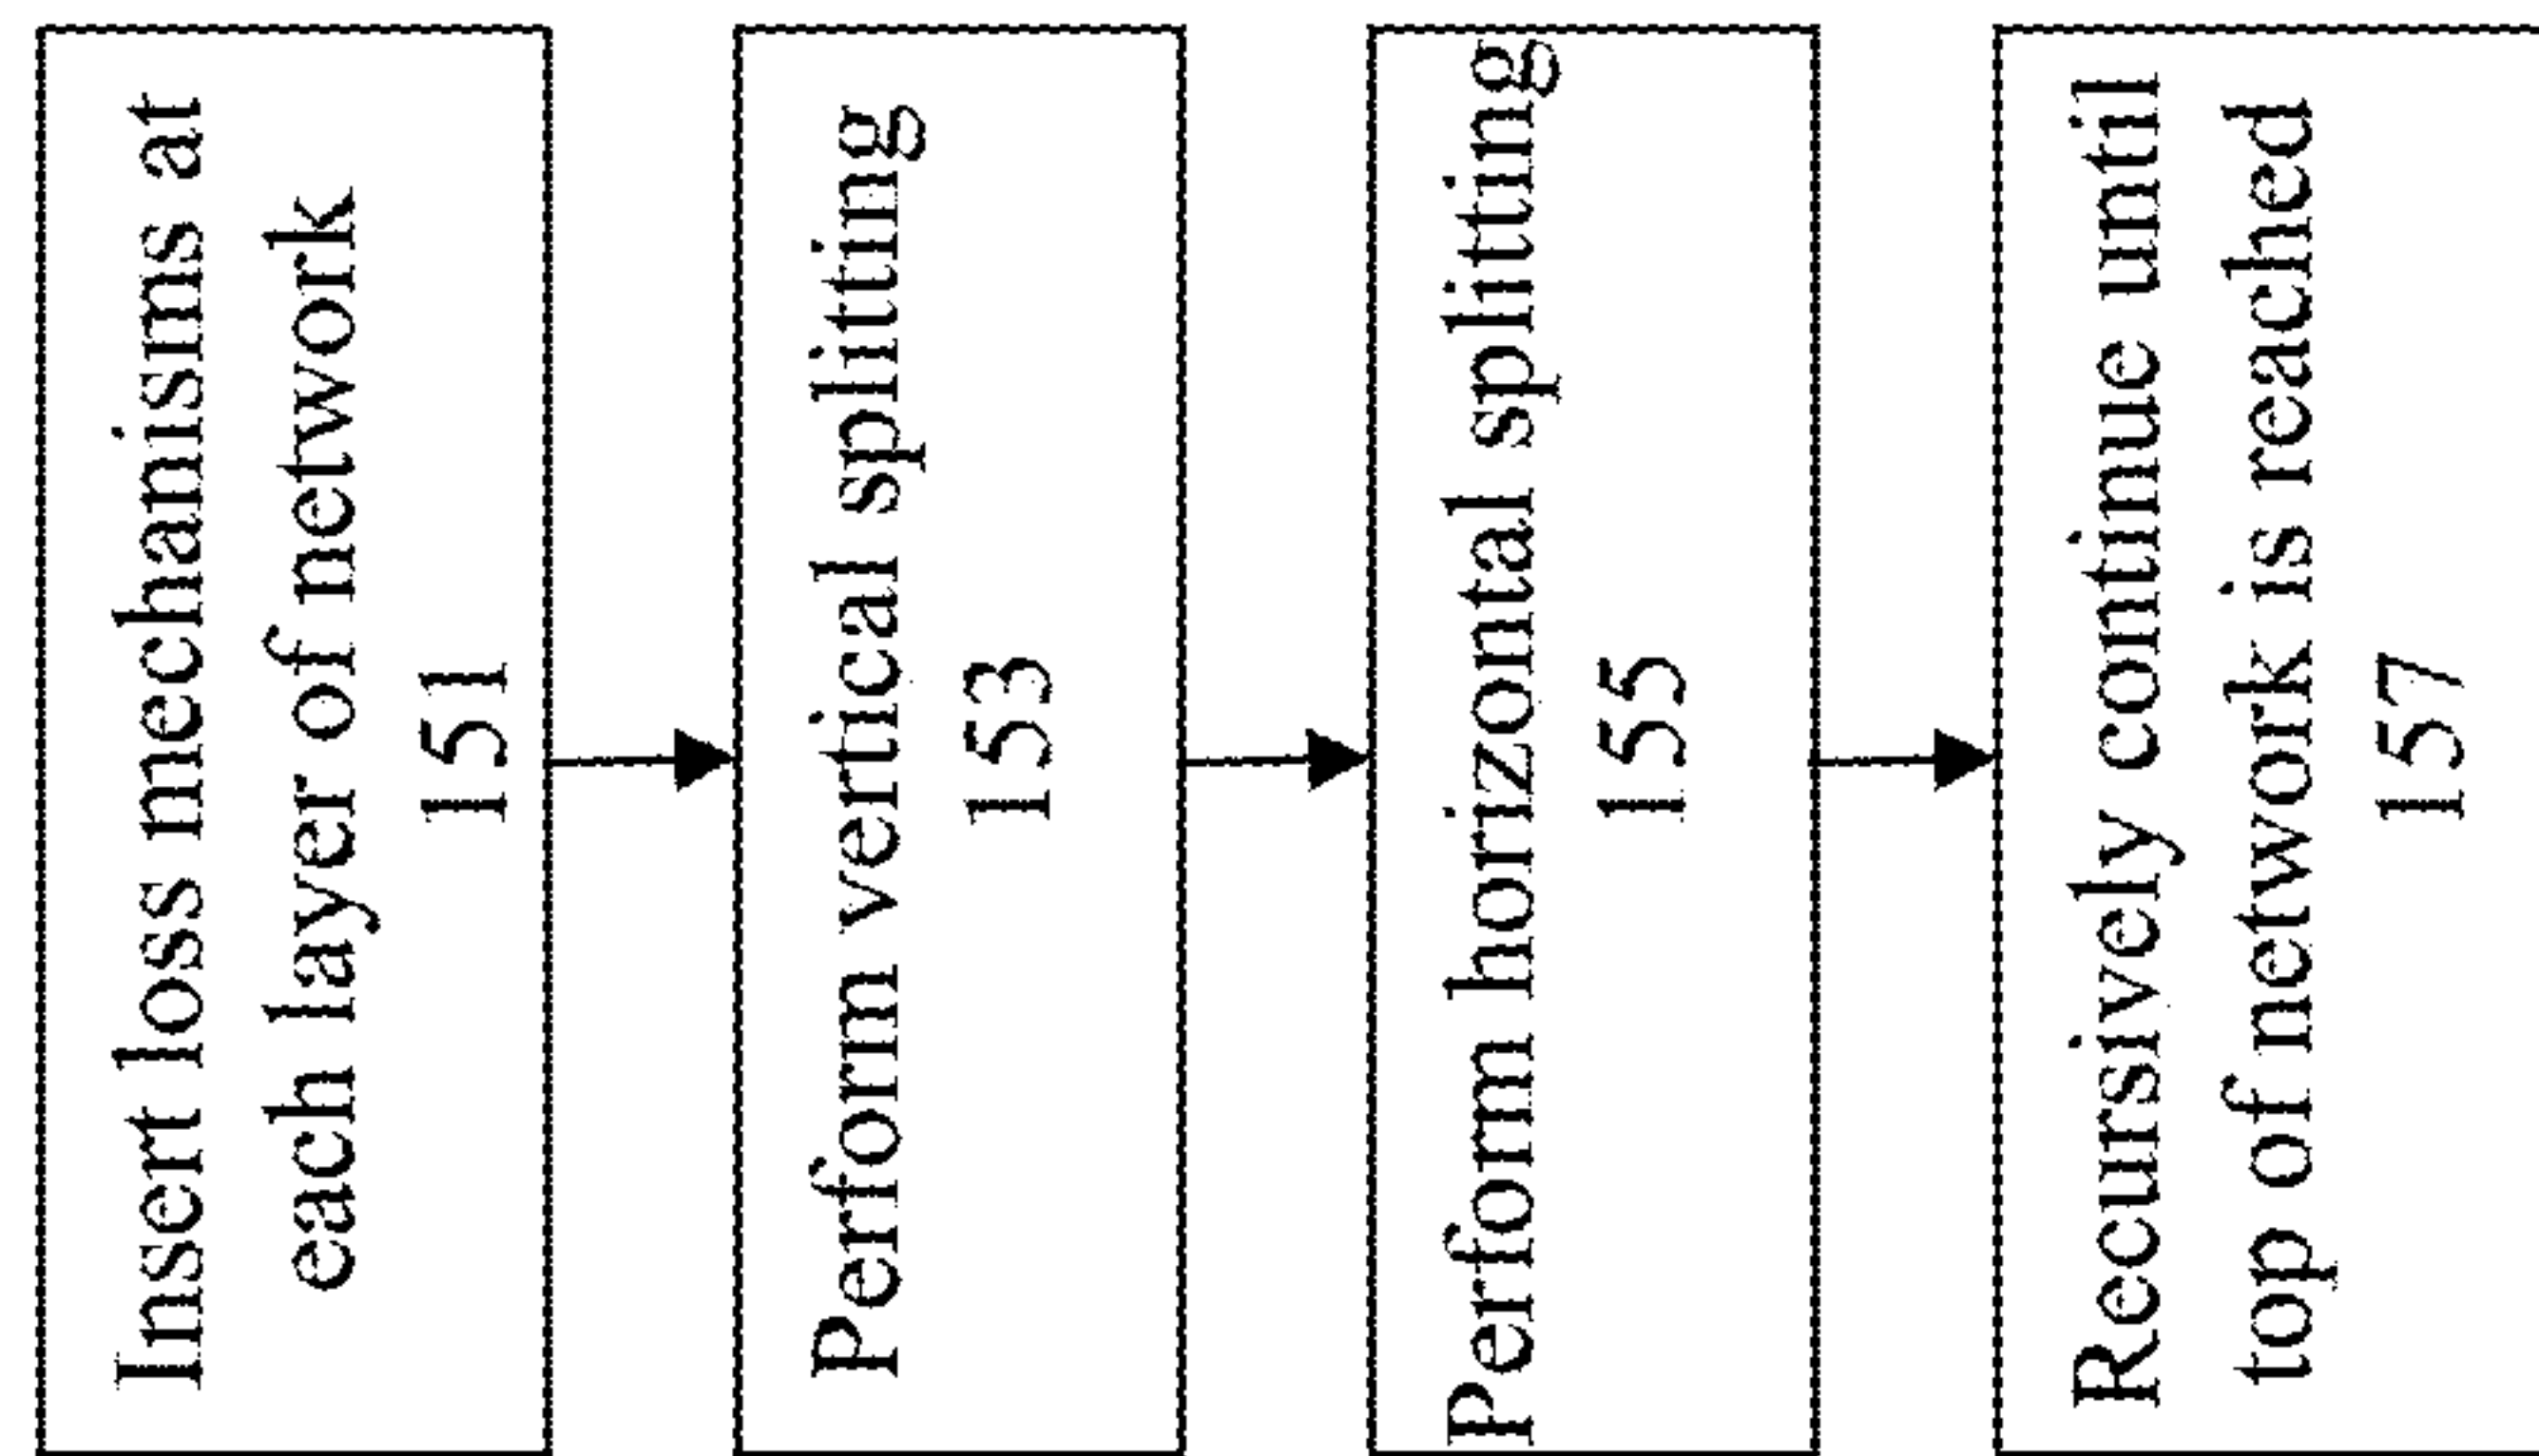 Insert loss mechanisms at
each layer of network
151
Perform vertical splitting
153
Perform horizontal splitting
155
Recursively continue until
top of network is reached
157